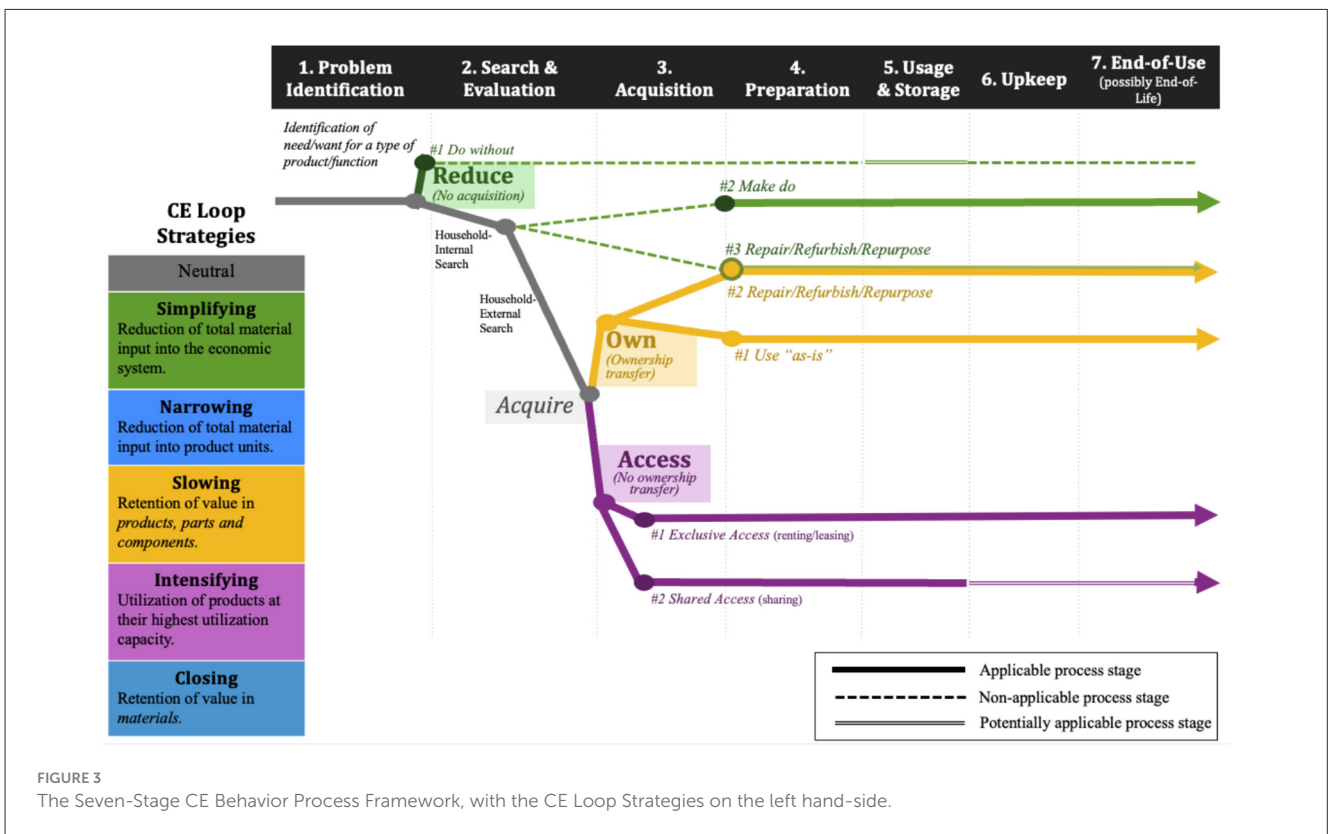 1. Problem
Identification
2. Search &
Evaluation
3.
Acquisition
4.
Preparation
5. Usage
& Storage
6. Upkeep
7. End-of-Use
(possibly End-of-
Life)
Identification of
need/want for a type of
product/function
#1 Do without
Reduce
(No acquisition)
#2 Make do
CE Loop
Strategies
Household-
Internal
Search
#3 Repair/Refurbish/Repurpose
#2 Repair/Refurbish/Repurpose
Household-
External
Search
Own
(Ownership
transfer)
#1 Use “as-is”
Acquire
Access
(No ownership
transfer)
#1 Exclusive Access (renting/leasing)
#2 Shared Access (sharing)
Neutral
Simplifying
Reduction of total material
input into the economic
system.
Narrowing
Reduction of total material
input into product units.
Slowing
Retention of value in
products, parts and
components.
Intensifying
Utilization of products at
their highest utilization
capacity.
Closing
Retention of value in
materials.
Applicable process stage
Non-applicable process stage
Potentially applicable process stage
FIGURE 3
The Seven-Stage CE Behavior Process Framework, with the CE Loop Strategies on the left hand-side.